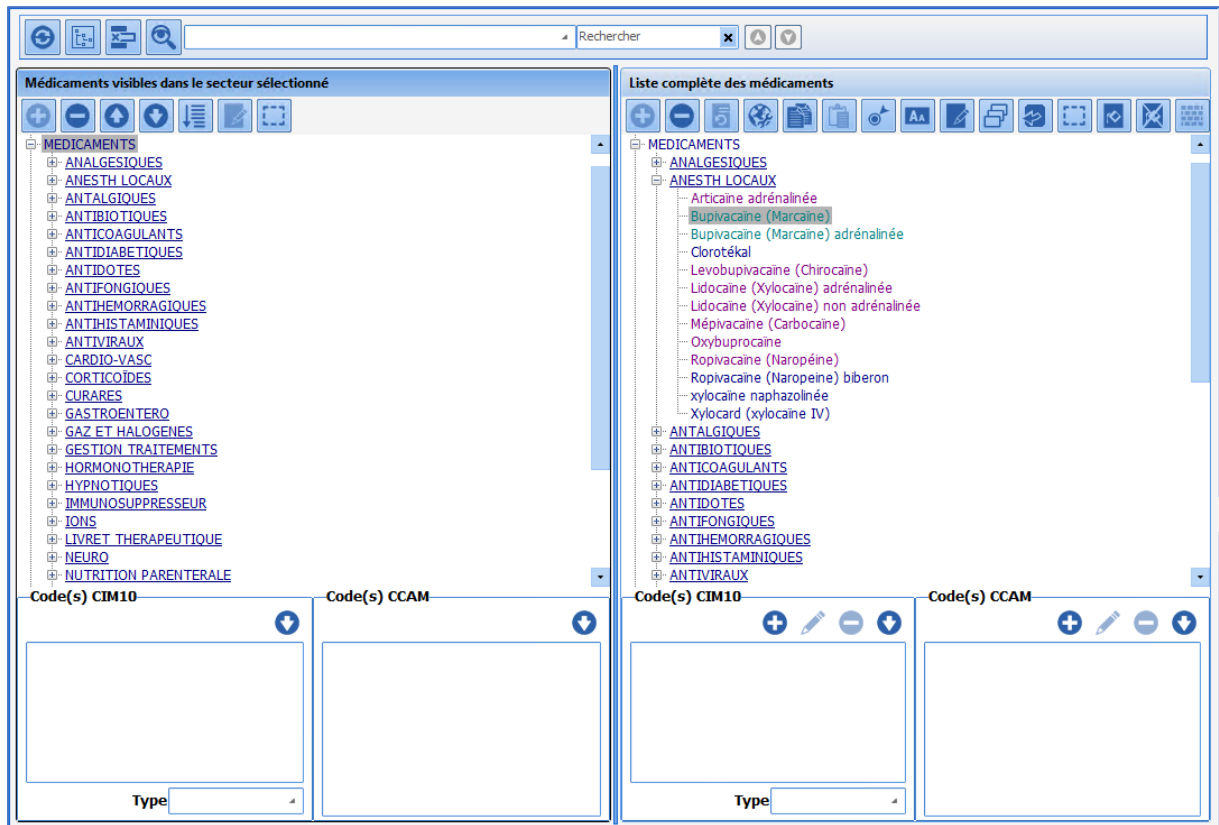 Rechercher
Médicaments visibles dans le secteur sélectionné
MEDICAMENTS
ANALGESIQUES
ANESTH LOCAUX
ANTALGIQUES
ANTIBIOTIQUES
ANTICOAGULANTS
ANTIDIABETIQUES
ANTIDOTES
ANTIFONGIQUES
ANTIHEMORRAGIQUES
ANTIHISTAMINIQUES
ANTIVIRAUX
CARDIO-VASC
CORTICOÏDES
CURARES
GASTROENTERO
GAZ ET HALOGENES
GESTION TRAITEMENTS
HORMONOTHERAPIE
HYPNOTIQUES
IMMUNOSUPPRESSEUR
IONS
LIVRET THERAPEUTIQUE
NEURO
NUTRITION PARENTERALE
Code(s) CIM10
Code(s) CCAM
Type
Liste complète des médicaments
5
AA
MEDICAMENTS
ANALGESIQUES
ANESTH LOCAUX
Articaïne adrénalinée
Bupivacaïne (Marcaïne)
Bupivacaïne (Marcaïne) adrénalinée
Clorotékal
Levobupivacaïne (Chirocaïne)
Lidocaïne (Xylocaïne) adrénalinée
Lidocaïne (Xylocaïne) non adrénalinée
Mépivacaïne (Carbocaïne)
Oxybuprocaïne
Ropivacaïne (Naropéine)
Ropivacaïne (Naropeine) biberon
xylocaïne naphazolinée
Xylocard (xylocaïne IV)
ANTALGIQUES
ANTIBIOTIQUES
ANTICOAGULANTS
ANTIDIABETIQUES
ANTIDOTES
ANTIFONGIQUES
ANTIHEMORRAGIQUES
ANTIHISTAMINIQUES
ANTIVIRAUX
Code(s) CIM10
Code(s) CCAM
Type